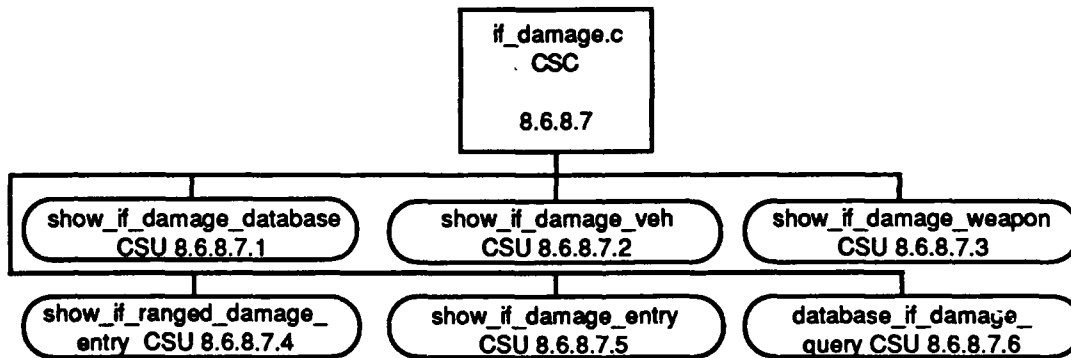 if_damage.c
CSC
8.6.8.7
show_if_damage_database
CSU 8.6.8.7.1
show_if_damage_veh
CSU 8.6.8.7.2
show_if_damage_weapon
CSU 8.6.8.7.3
show_if_ranged_damage_
entry CSU 8.6.8.7.4
show_if_damage_entry
CSU 8.6.8.7.5
database_if_damage_
query CSU 8.6.8.7.6